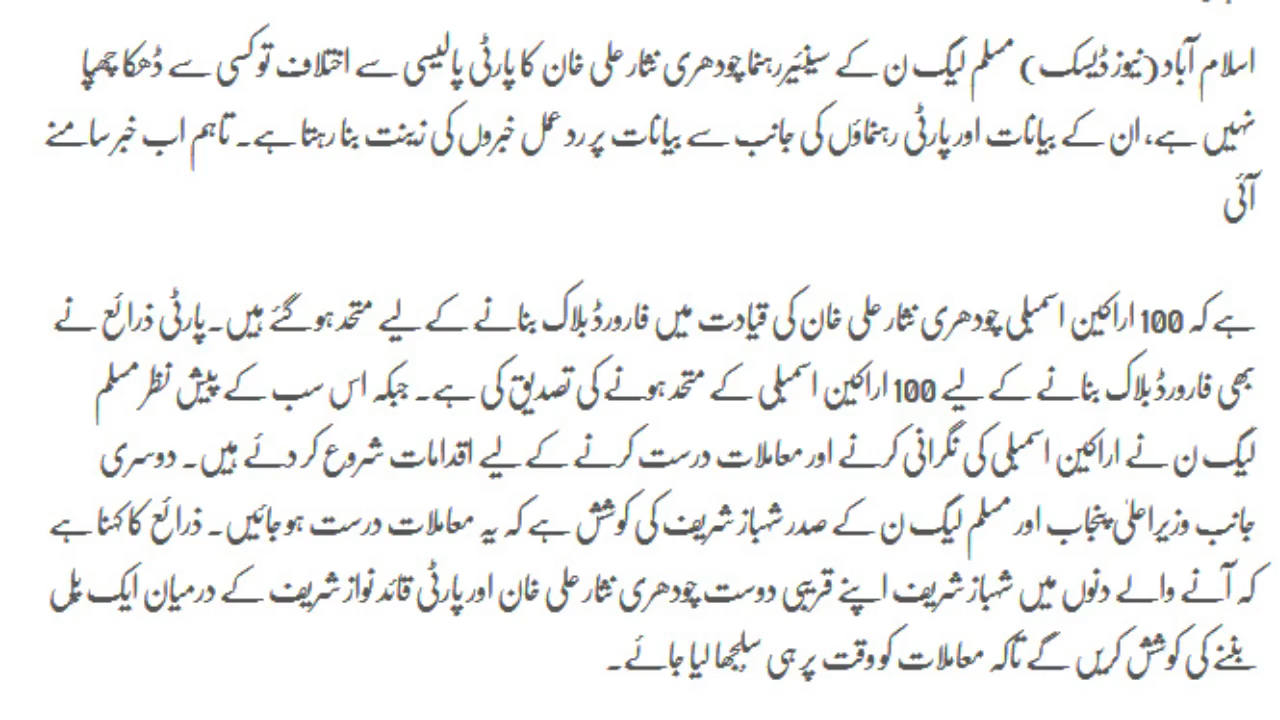 اسلام آباد (نیوز ڈیسک) مسلم لیگ ن کے سینئیر رہنما چودھری نثار علی خان کا پارٹی پالیسی سے اختلاف تو کسی سے ڈھکا چھپا
نہیں ہے، ان کے بیانات اور پارٹی رہنماؤں کی جانب سے بیانات پر رد عمل خبروں کی زینت بنا رہتا ہے۔ تاہم اب خبر سامنے
آئی
ہے کہ 100 اراکین اسمبلی چودھری نثار علی خان کی قیادت میں فارورڈ بلاک بنانے کے لیے متحد ہو گئے ہیں۔ پارٹی ذرائع نے
بھی فارورڈ بلاک بنانے کے لیے 100 اراکین اسمبلی کے متحد ہونے کی تصدیق کی ہے۔ جبکہ اس سب کے پیش نظر مسلم
لیگ ن نے اراکین اسمبلی کی نگرانی کرنے اور معاملات درست کرنے کے لیے اقدامات شروع کر دئے ہیں۔ دوسری
جانب وزیراعلیٰ پنجاب اور مسلم لیگ ن کے صدر شہباز شریف کی کوشش ہے کہ یہ معاملات درست ہو جائیں۔ ذرائع کا کہنا ہے
کہ آنے والے دنوں میں شہباز شریف اپنے قریبی دوست چودھری نثار علی خان اور پارٹی قائد نواز شریف کے درمیان ایک پُل
بننے کی کوشش کریں گے تاکہ معاملات کو وقت پر ہی سلجھا لیا جائے۔